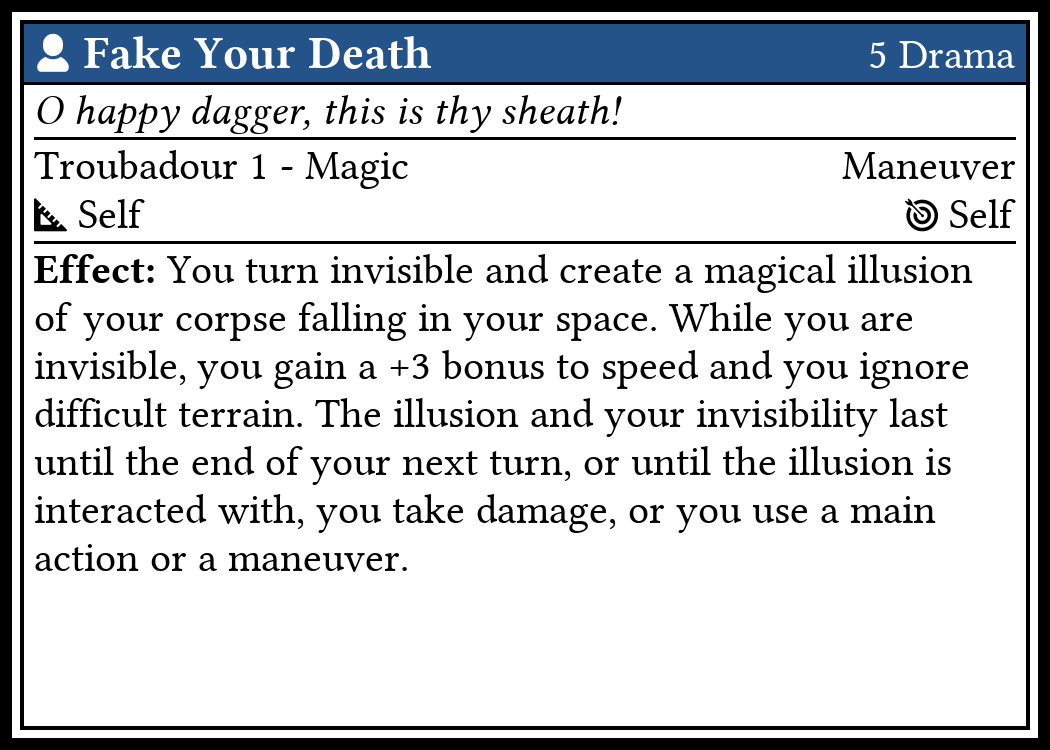 Fake Your Death 5 Drama
O happy dagger, this is thy sheath!
Troubadour 1 - Magic Maneuver
Self Self
Effect: You turn invisible and create a magical illusion
of your corpse falling in your space. While you are
invisible, you gain a +3 bonus to speed and you ignore
difficult terrain. The illusion and your invisibility last
until the end of your next turn, or until the illusion is
interacted with, you take damage, or you use a main
action or a maneuver.